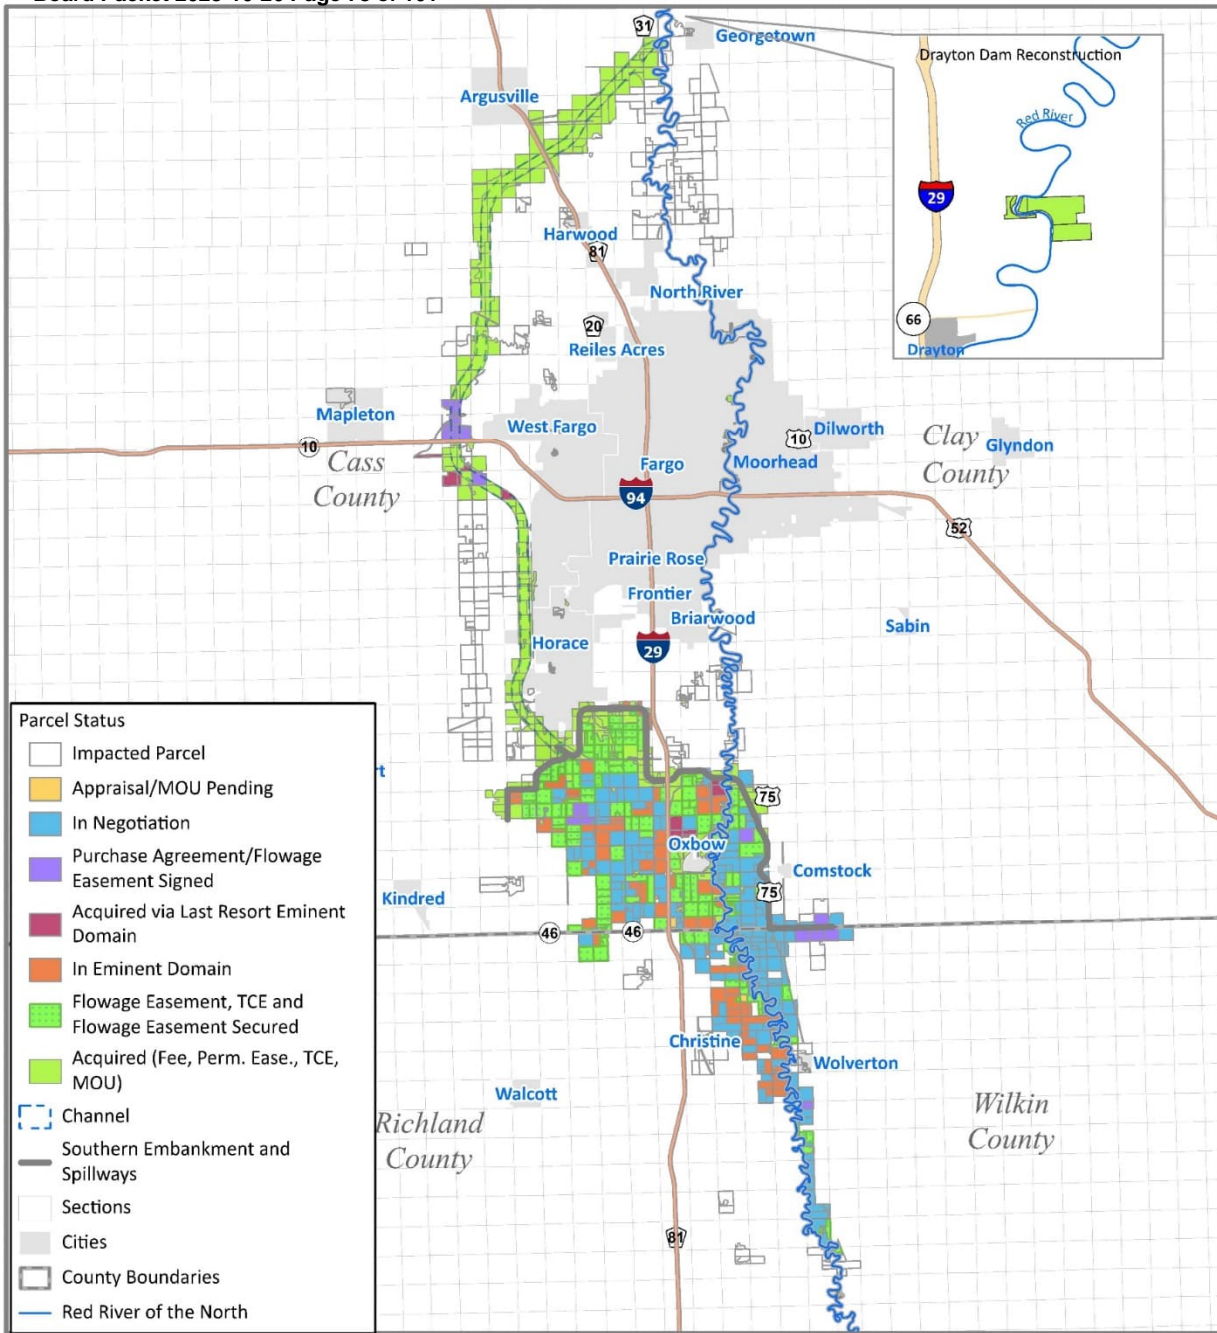 31
Georgetown
Drayton Dam Reconstruction
Argusville
Red River
29
Harwood
81
North River
20
66
Reiles Acres
Drayton
Mapleton
West Fargo
Dilworth
10
Clay
County
Glyndon
10
Cass
County
Fargo
Moorhead
94
52
Prairie Rose
Frontier
Briarwood
Sabin
Horace
29
Parcel Status
Impacted Parcel
Appraisal/MOU Pending
In Negotiation
Purchase Agreement/Flowage
Easement Signed
Acquired via Last Resort Eminent
Domain
In Eminent Domain
Flowage Easement, TCE and
Flowage Easement Secured
Acquired (Fee, Perm. Ease., TCE,
MOU)
Channel
Southern Embankment and
Spillways
Sections
Cities
County Boundaries
Red River of the North
rt
75
Oxbow
Comstock
75
Kindred
46
46
Christine
Wolverton
Walcott
Richland
County
Wilkin
County
81